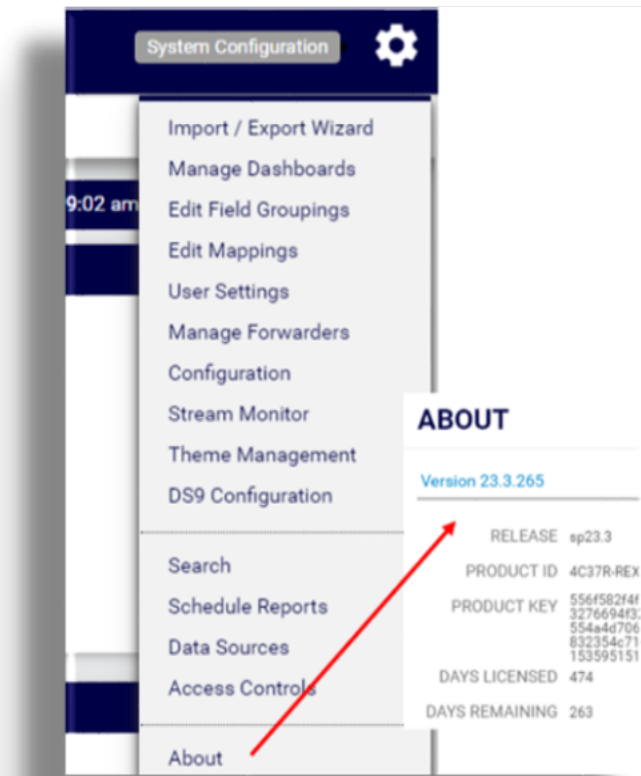 System Configuration
Import / Export Wizard
Manage Dashboards
9:02 am
Edit Field Groupings
Edit Mappings
User Settings
Manage Forwarders
Configuration
Stream Monitor
Theme Management
DS9 Configuration
Search
Schedule Reports
Data Sources
Access Controls
About
ABOUT
Version 23.3.265
RELEASE sp23.3
PRODUCT ID 4C37R-REX
PRODUCT KEY
DAYS LICENSED 474
DAYS REMAINING 263